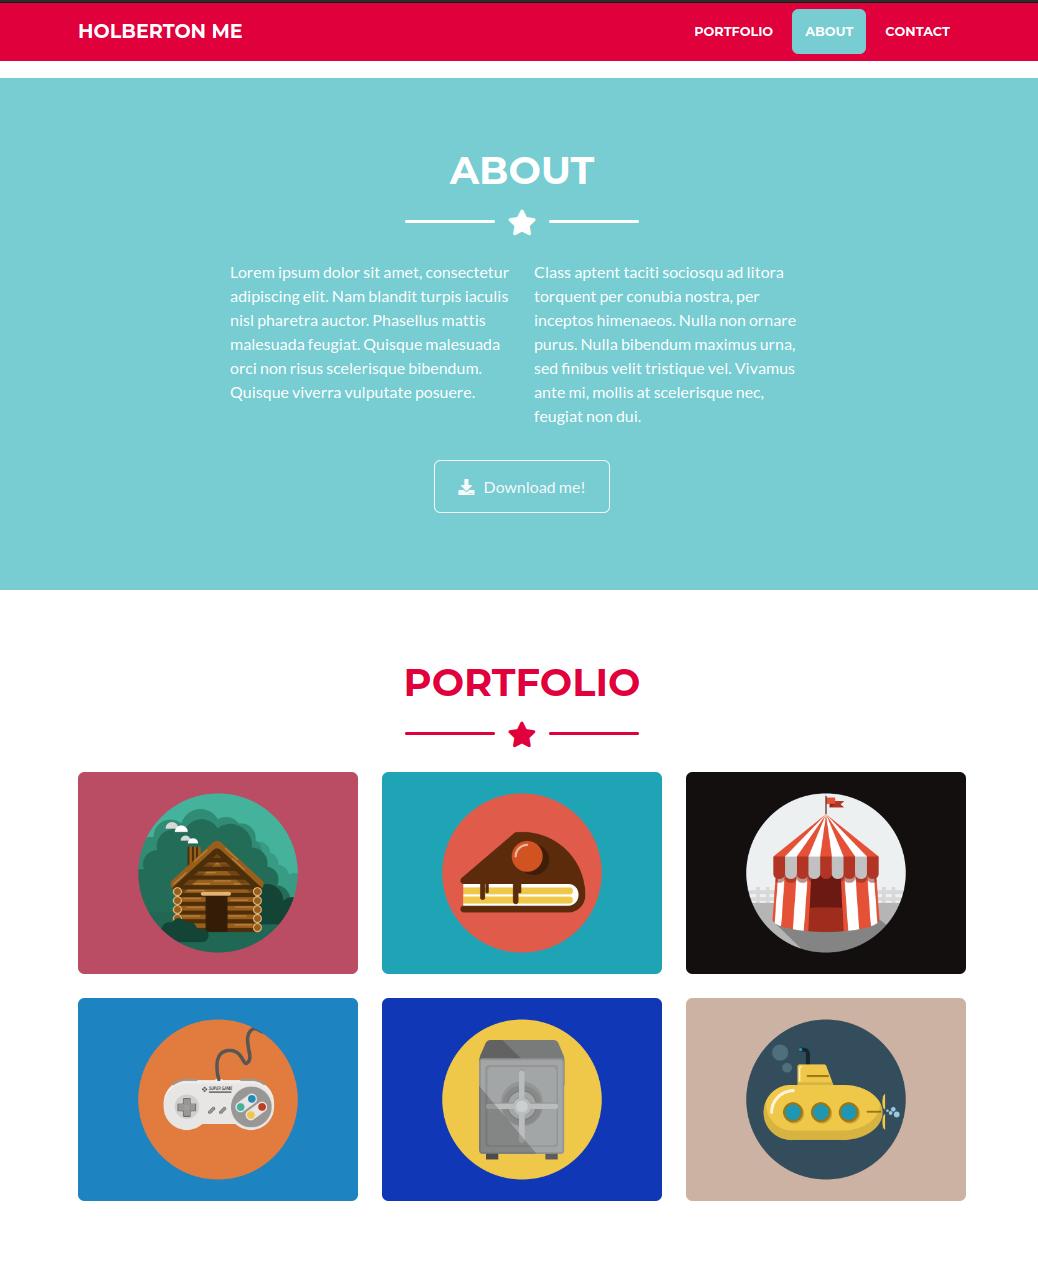 HOLBERTON ME
PORTFOLIO
ABOUT
CONTACT
ABOUT
Lorem ipsum dolor sit amet, consectetur
adipiscing elit. Nam blandit turpis iaculis
nisl pharetra auctor. Phasellus mattis
malesuada feugiat. Quisque malesuada
orci non risus scelerisque bibendum.
Quisque viverra vulputate posuere.
Class aptent taciti sociosqu ad litora
torquent per conubia nostra, per
inceptos himenaeos. Nulla non ornare
purus. Nulla bibendum maximus urna,
sed finibus velit tristique vel. Vivamus
ante mi, mollis at scelerisque nec,
feugiat non dui.
Download me!
PORTFOLIO
SUPER GAME